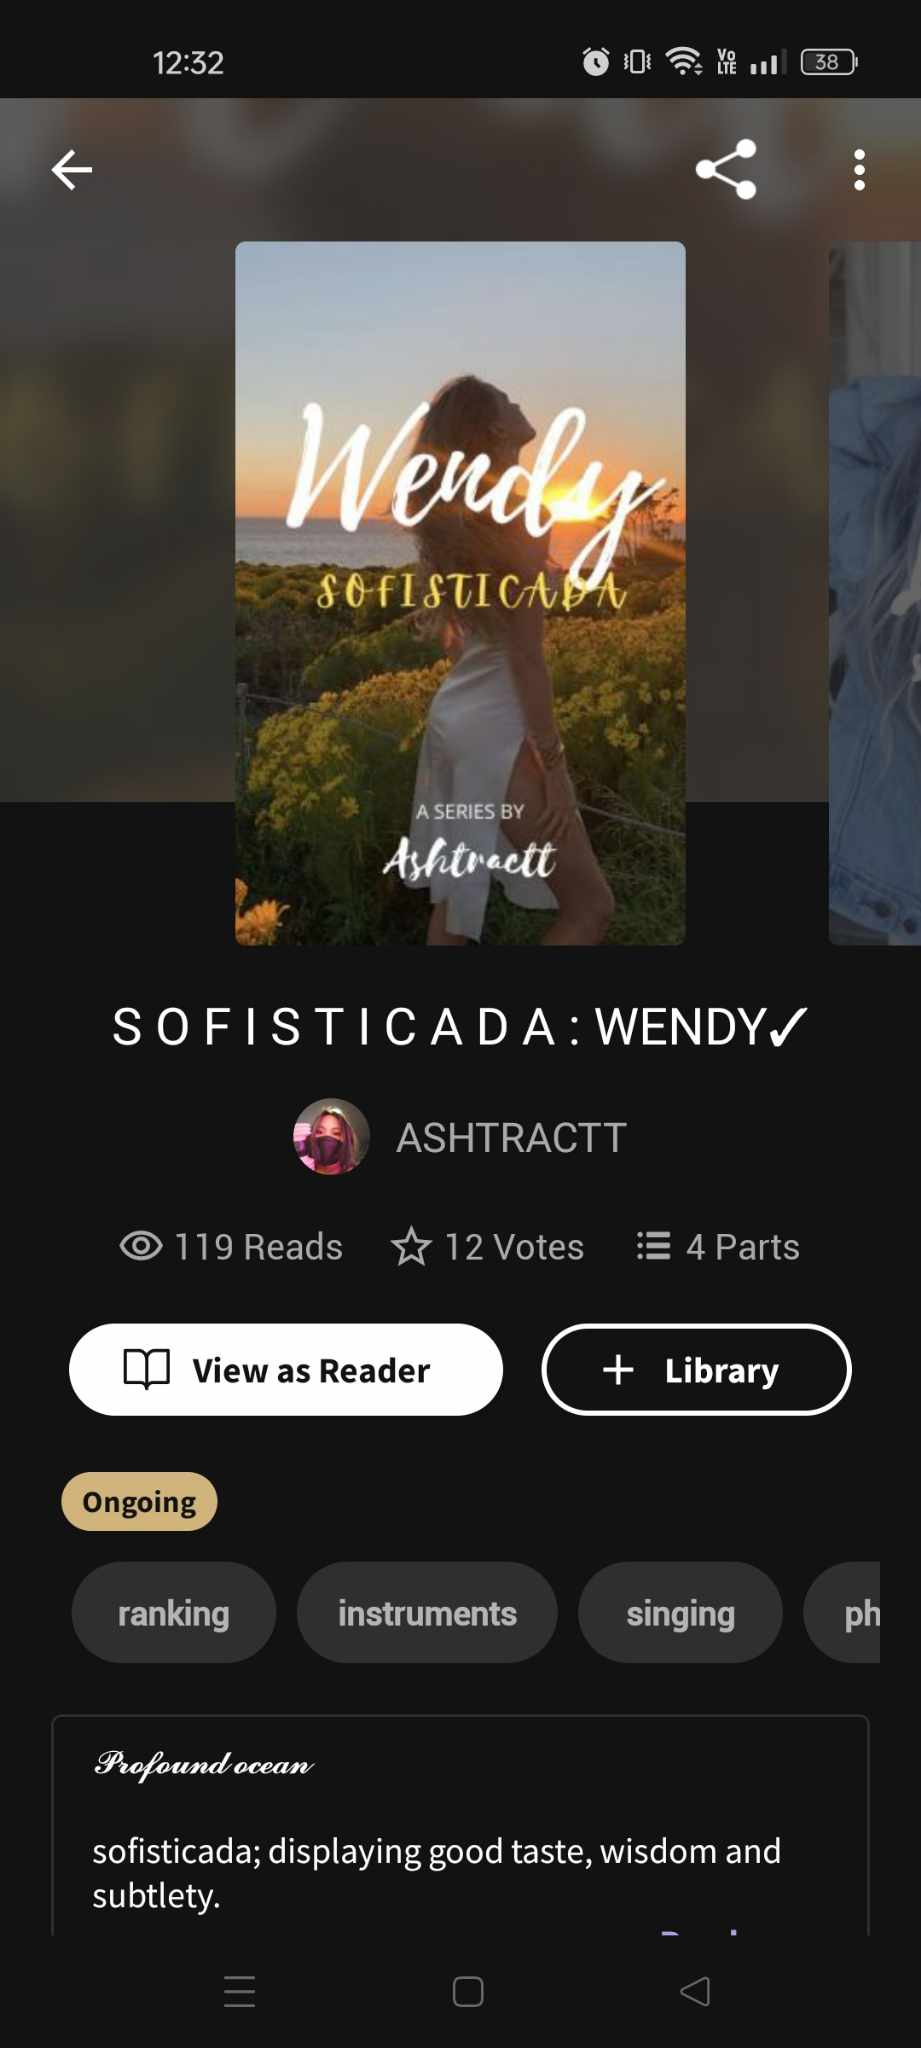 12:32
Vo
LTE
38
Wendy
SOFISTICADA
A SERIES BY
Ashtractt
S O F I S T I C A D A : WENDY✓
ASHTRACTT
119 Reads 12 Votes 4 Parts
View as Reader + Library
Ongoing
ranking instruments singing ph
𝒫𝓇ℴ𝒻ℴ𝓊𝓃𝒹 ℴ𝒸ℯ𝒶𝓃
sofisticada; displaying good taste, wisdom and
subtlety.